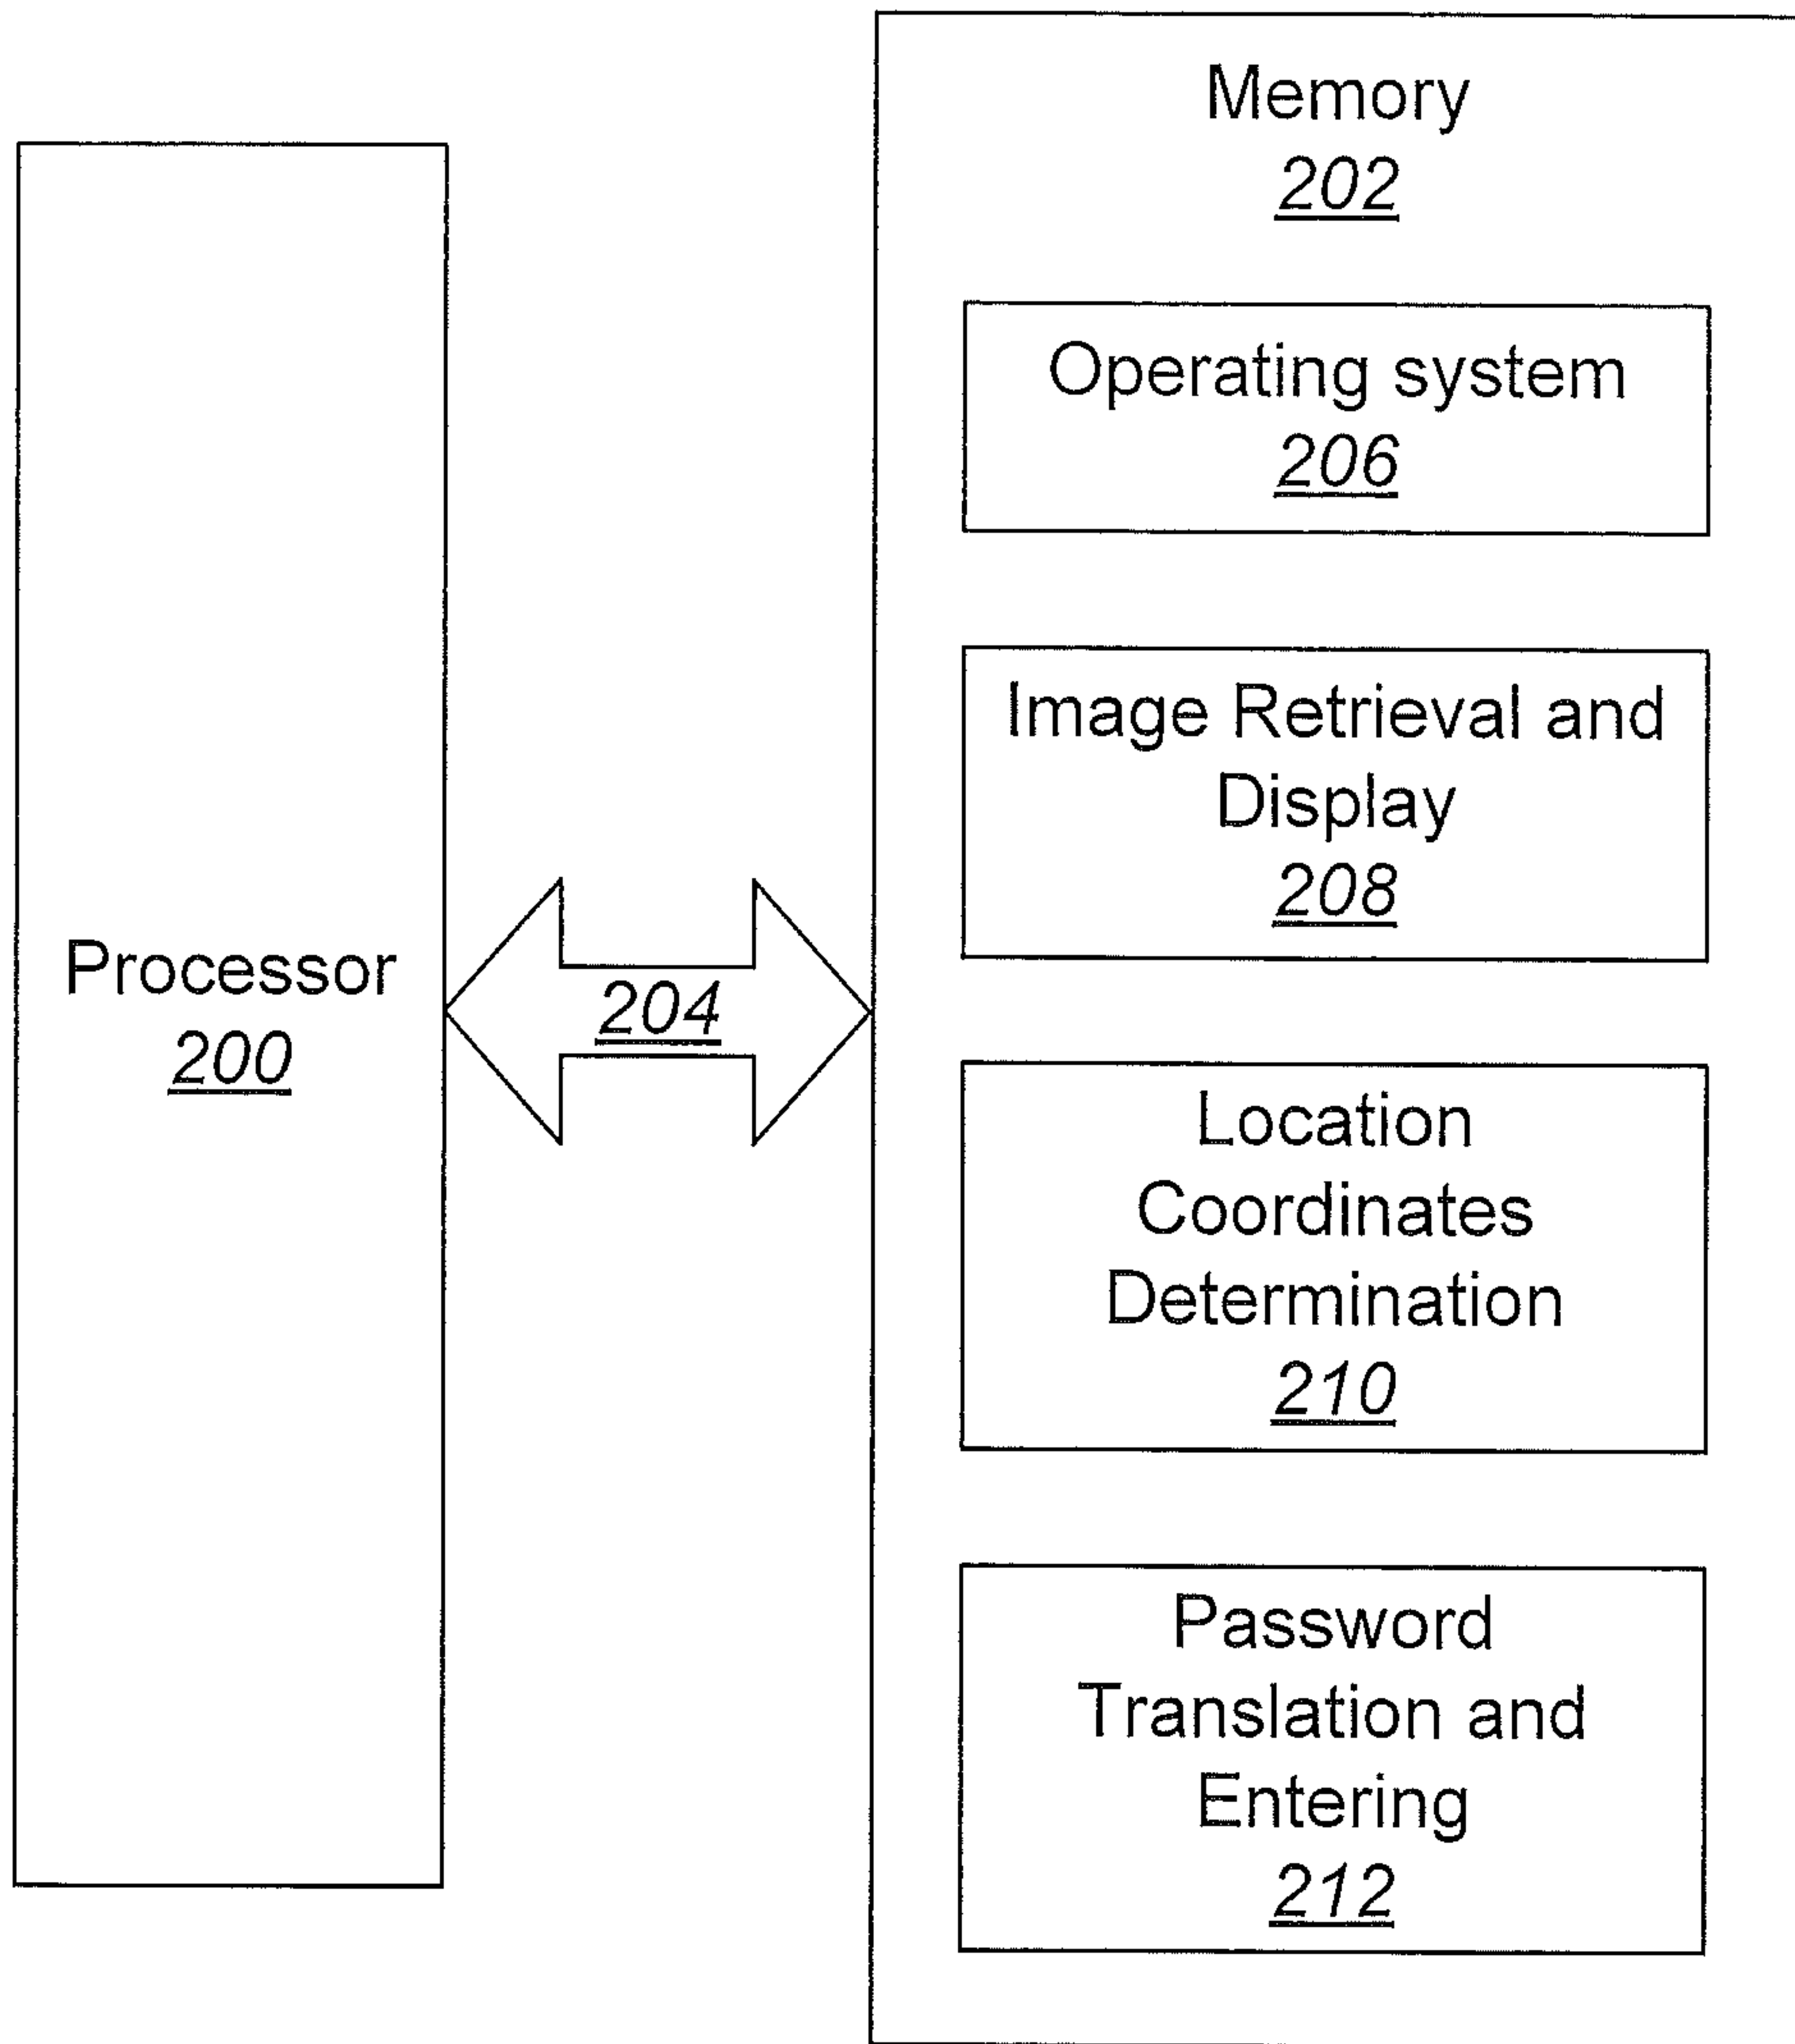 Memory
202
Operating system
206
Image Retrieval and
Display
208
Processor
200
204
Location
Coordinates
Determination
210
Password
Translation and
Entering
212